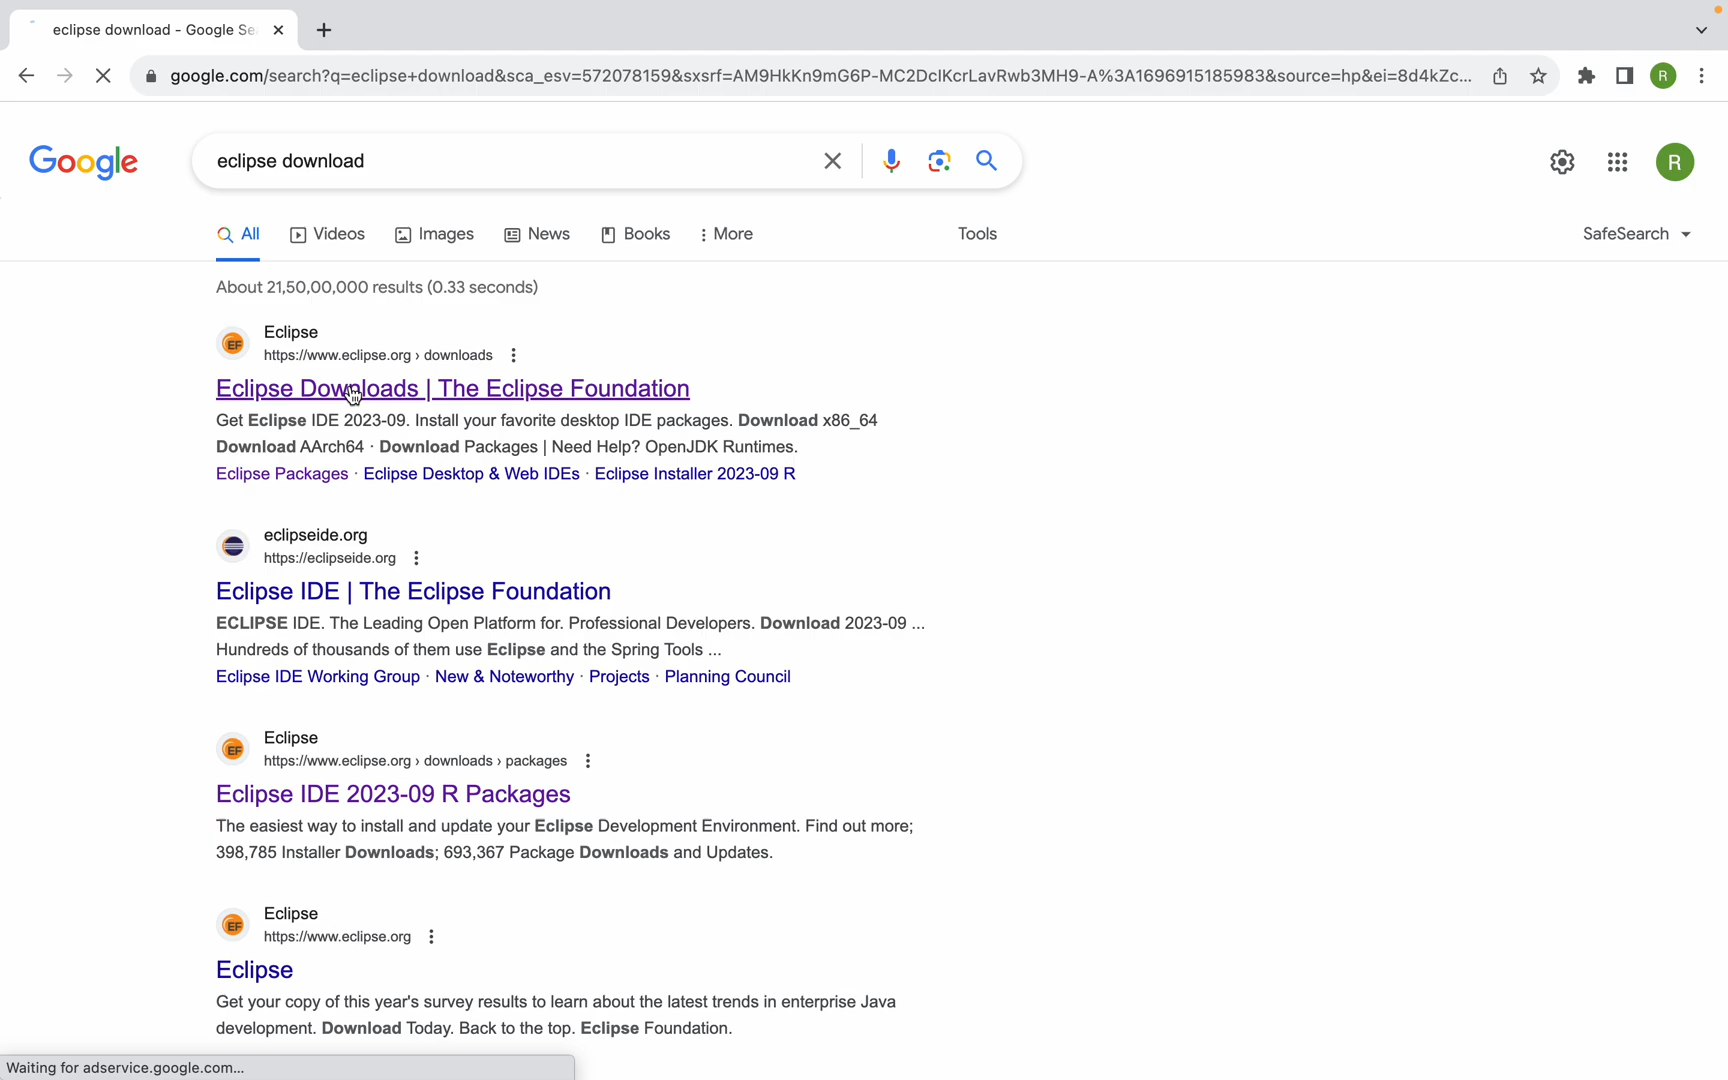 eclipse download - Google Se
google.com/search?q=eclipse+download&sca_esv=572078159&sxsrf=AM9HkKn9mG6P-MC2DcIKcrLavRwb3MH9-A%3A1696915185983&source=hp&ei=8d4kZc... R
Google eclipse download R
All Videos Images News Books More Tools SafeSearch
About 21,50,00,000 results (0.33 seconds)
Eclipse
https://www.eclipse.org › downloads
Eclipse Downloads | The Eclipse Foundation
Get Eclipse IDE 2023-09. Install your favorite desktop IDE packages. Download x86_64
Download AArch64 · Download Packages | Need Help? OpenJDK Runtimes.
Eclipse Packages · Eclipse Desktop & Web IDEs · Eclipse Installer 2023-09 R
eclipseide.org
https://eclipseide.org
Eclipse IDE | The Eclipse Foundation
ECLIPSE IDE. The Leading Open Platform for. Professional Developers. Download 2023-09 ...
Hundreds of thousands of them use Eclipse and the Spring Tools ...
Eclipse IDE Working Group · New & Noteworthy · Projects · Planning Council
Eclipse
https://www.eclipse.org › downloads › packages
Eclipse IDE 2023-09 R Packages
The easiest way to install and update your Eclipse Development Environment. Find out more;
398,785 Installer Downloads; 693,367 Package Downloads and Updates.
Eclipse
https://www.eclipse.org
Eclipse
Get your copy of this year's survey results to learn about the latest trends in enterprise Java
development. Download Today. Back to the top. Eclipse Foundation.
Waiting for adservice.google.com...